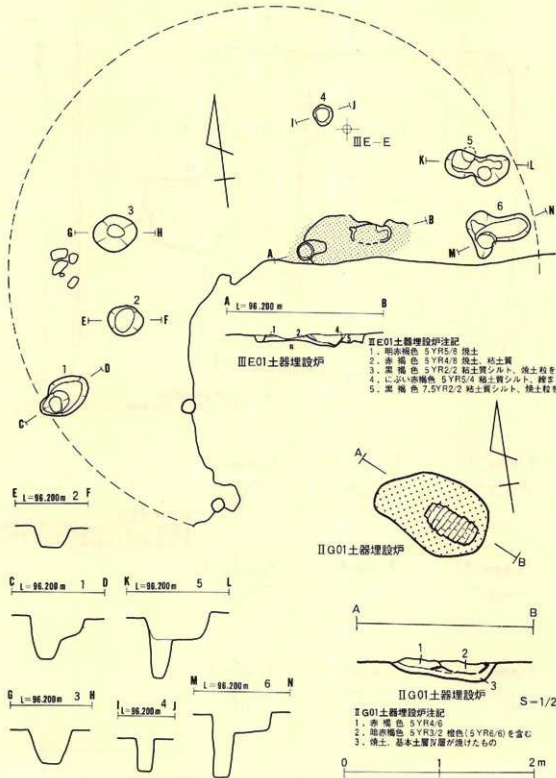 4
I J
ⅢE-E
5
K L
6
N
M
3
G H
A B
2
E F
1
D
C
A B
L=96.200m
1 2 4 5
ⅢE01土器埋設炉
ⅢE01土器埋設炉注記
1. 明赤褐色 5YR5/8 焼土
2. 赤褐色 5YR4/8 焼土、粘土質
3. 黒褐色 5YR2/2 粘土質シルト、焼土粒を
4. にぶい赤褐色 5YR5/4 粘土質シルト、
5. 黒褐色 7.5YR2/2 粘土質シルト、焼土粒を
A
B
ⅡG01土器埋設炉
E L=96.200m 2 F
C L=96.200m 1 D
K L=96.200m 5 L
G L=96.200m 3 H
I L=96.200m 4 J
M L=96.200m 6 N
A B
1 2
3
ⅡG01土器埋設炉
S=1/2
ⅡG01土器埋設炉注記
1. 赤褐色 5YR4/6
2. 暗赤褐色 5YR3/2 橙色(5YR6/6)を含む
3. 焼土、基本土層Ⅳ層が焼けたもの
0 2m